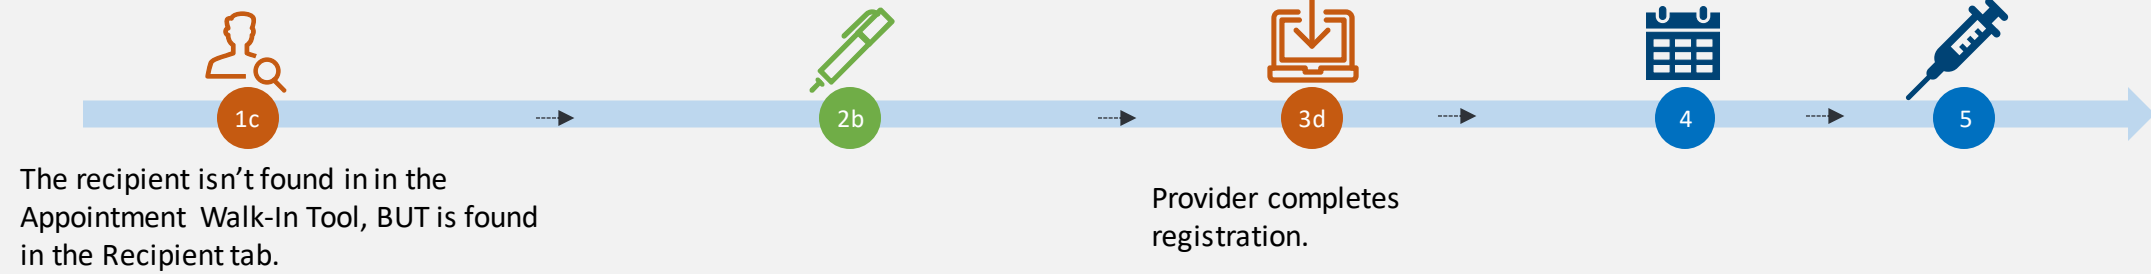 1c
2b
3d
4
5
The recipient isn't found in in the
Appointment Walk-In Tool, BUT is found
in the Recipient tab.
Provider completes
registration.